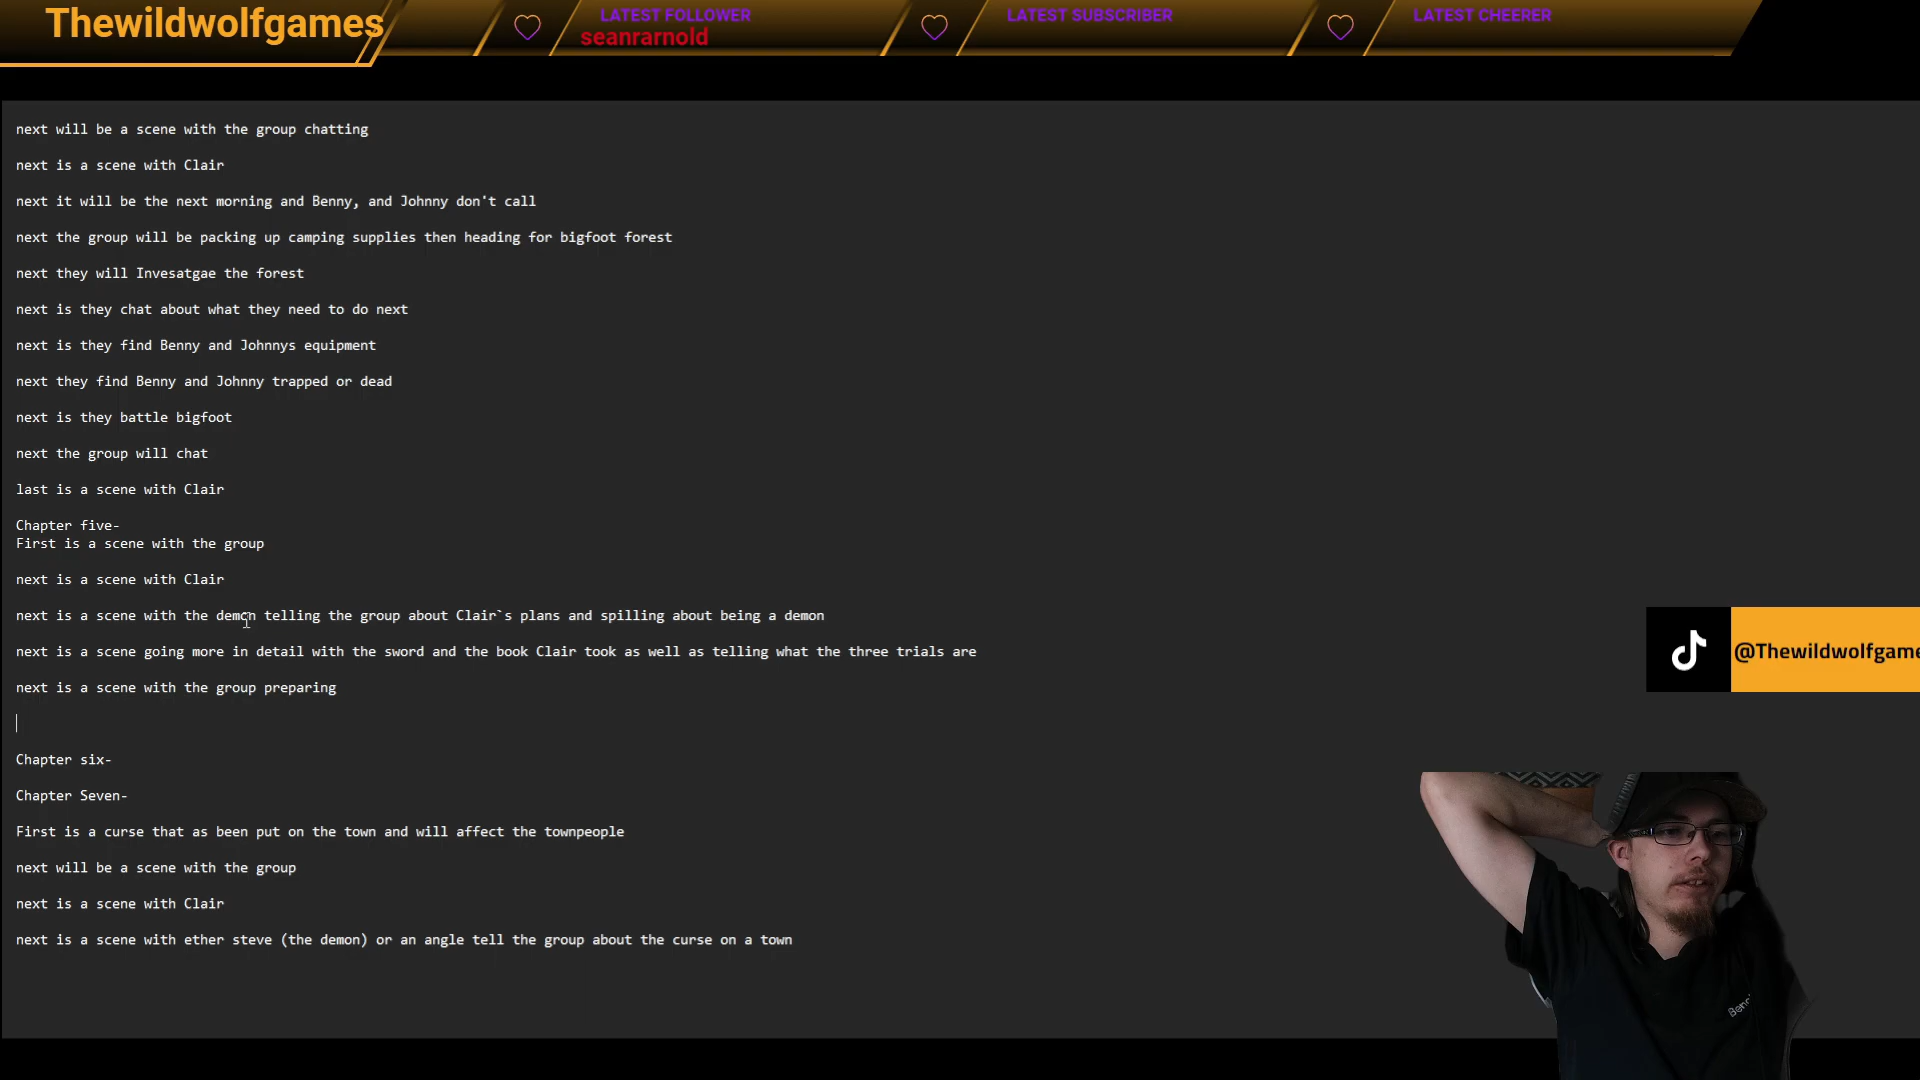 Thewildwolfgames
LATEST FOLLOWER
seanrarnold
LATEST SUBSCRIBER
LATEST CHEERER
next will be a scene with the group chatting
next is a scene with Clair
next it will be the next morning and Benny, and Johnny don't call
next the group will be packing up camping supplies then heading for bigfoot forest
next they will Invesatgae the forest
next is they chat about what they need to do next
next is they find Benny and Johnnys equipment
next they find Benny and Johnny trapped or dead
next is they battle bigfoot
next the group will chat
last is a scene with Clair
Chapter five-
First is a scene with the group
next is a scene with Clair
next is a scene with the demon telling the group about Clair`s plans and spilling about being a demon
next is a scene going more in detail with the sword and the book Clair took as well as telling what the three trials are
next is a scene with the group preparing
Chapter six-
Chapter Seven-
First is a curse that as been put on the town and will affect the townpeople
next will be a scene with the group
next is a scene with Clair
next is a scene with ether steve (the demon) or an angle tell the group about the curse on a town
@Thewildwolfgame